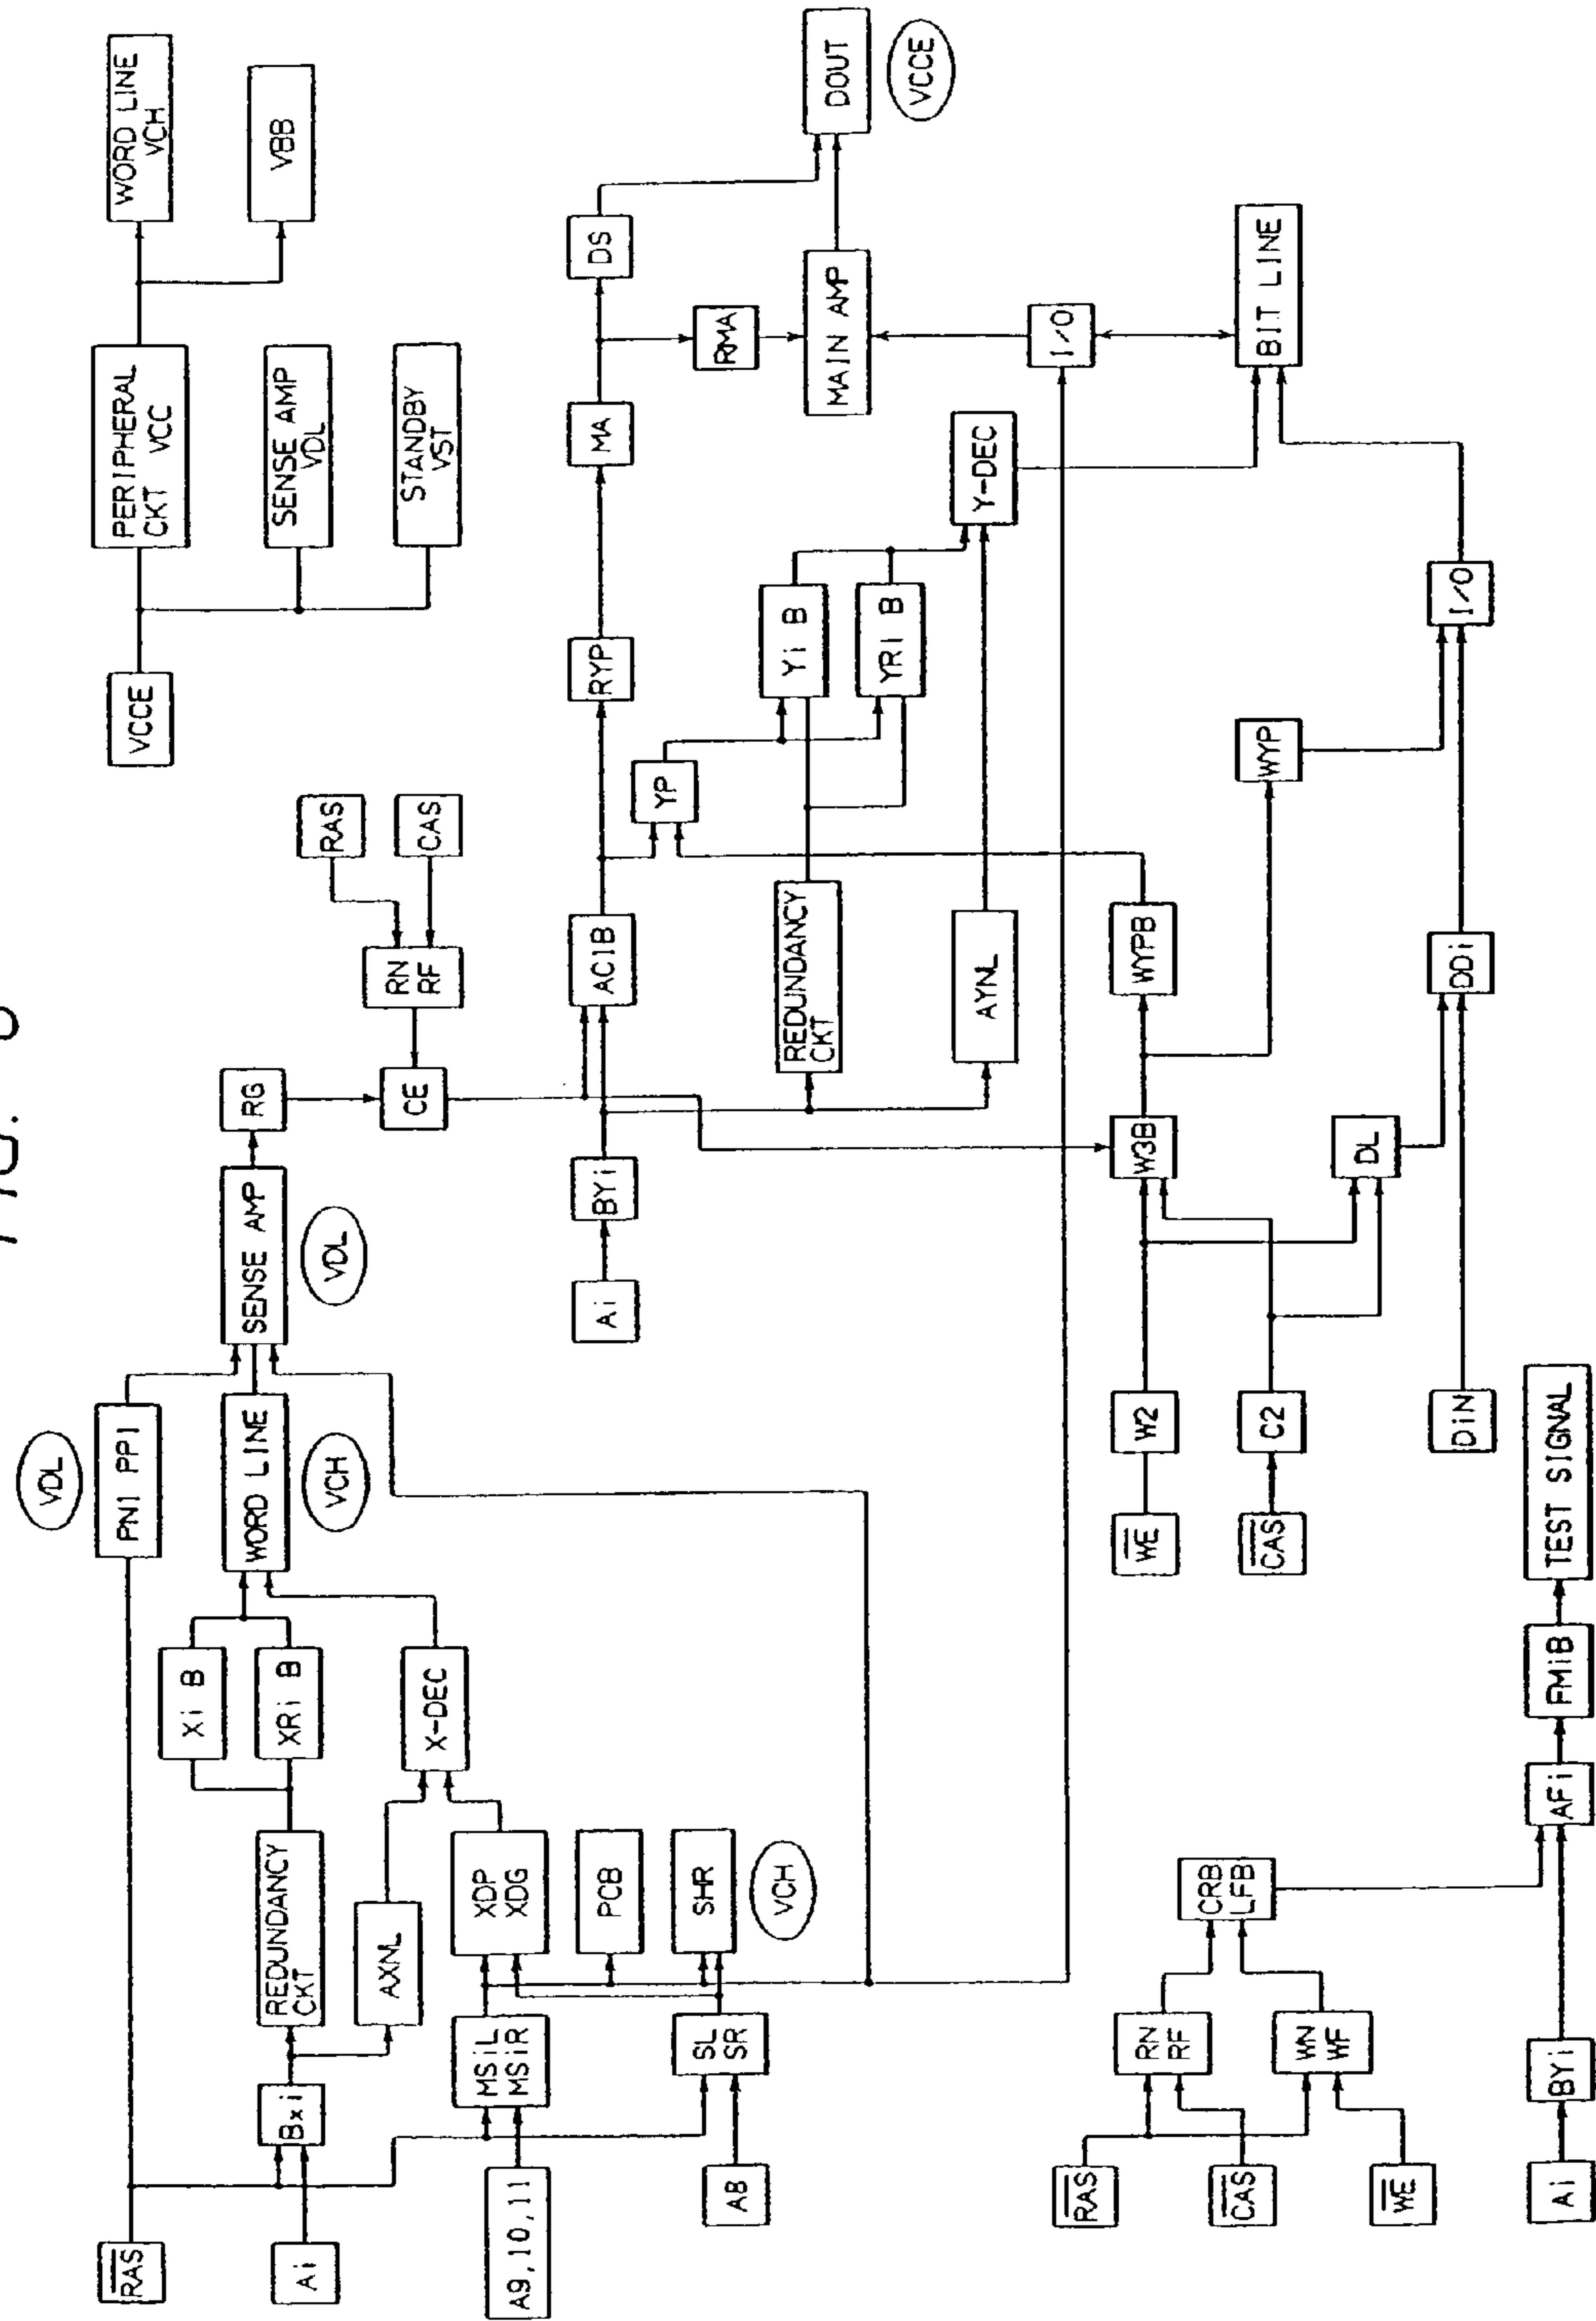 FIG.
RAS
Ai
Bxi
REDUNDANCY
CKT
Xi B
XRi B
AXNL
X-DEC
VDL
PN1 PP1
WORD LINE
VCH
SENSE AMP
VDL
RG
CE
RN
RF
RAS
CAS
A9,10,11
MSiL
MSiR
XDP
XDG
PCB
SHR
VCH
A8
SL
SR
VCCE
PERIPHERAL
CKT VCC
SENSE AMP
VDL
STANDBY
VST
WORD LINE
VCH
VBB
Ai
BYi
AC1B
RYP
MA
DS
DOUT
VCCE
RMA
MAIN AMP
YP
REDUNDANCY
CKT
Yi B
YRi B
AYNL
Y-DEC
I/O
BIT LINE
WE
W2
W3B
WYPB
WYP
CAS
C2
DL
DiN
DDi
I/O
RAS
CAS
WE
RN
RF
WN
WF
CRB
LFB
Ai
BYi
AFi
FMiB
TEST SIGNAL